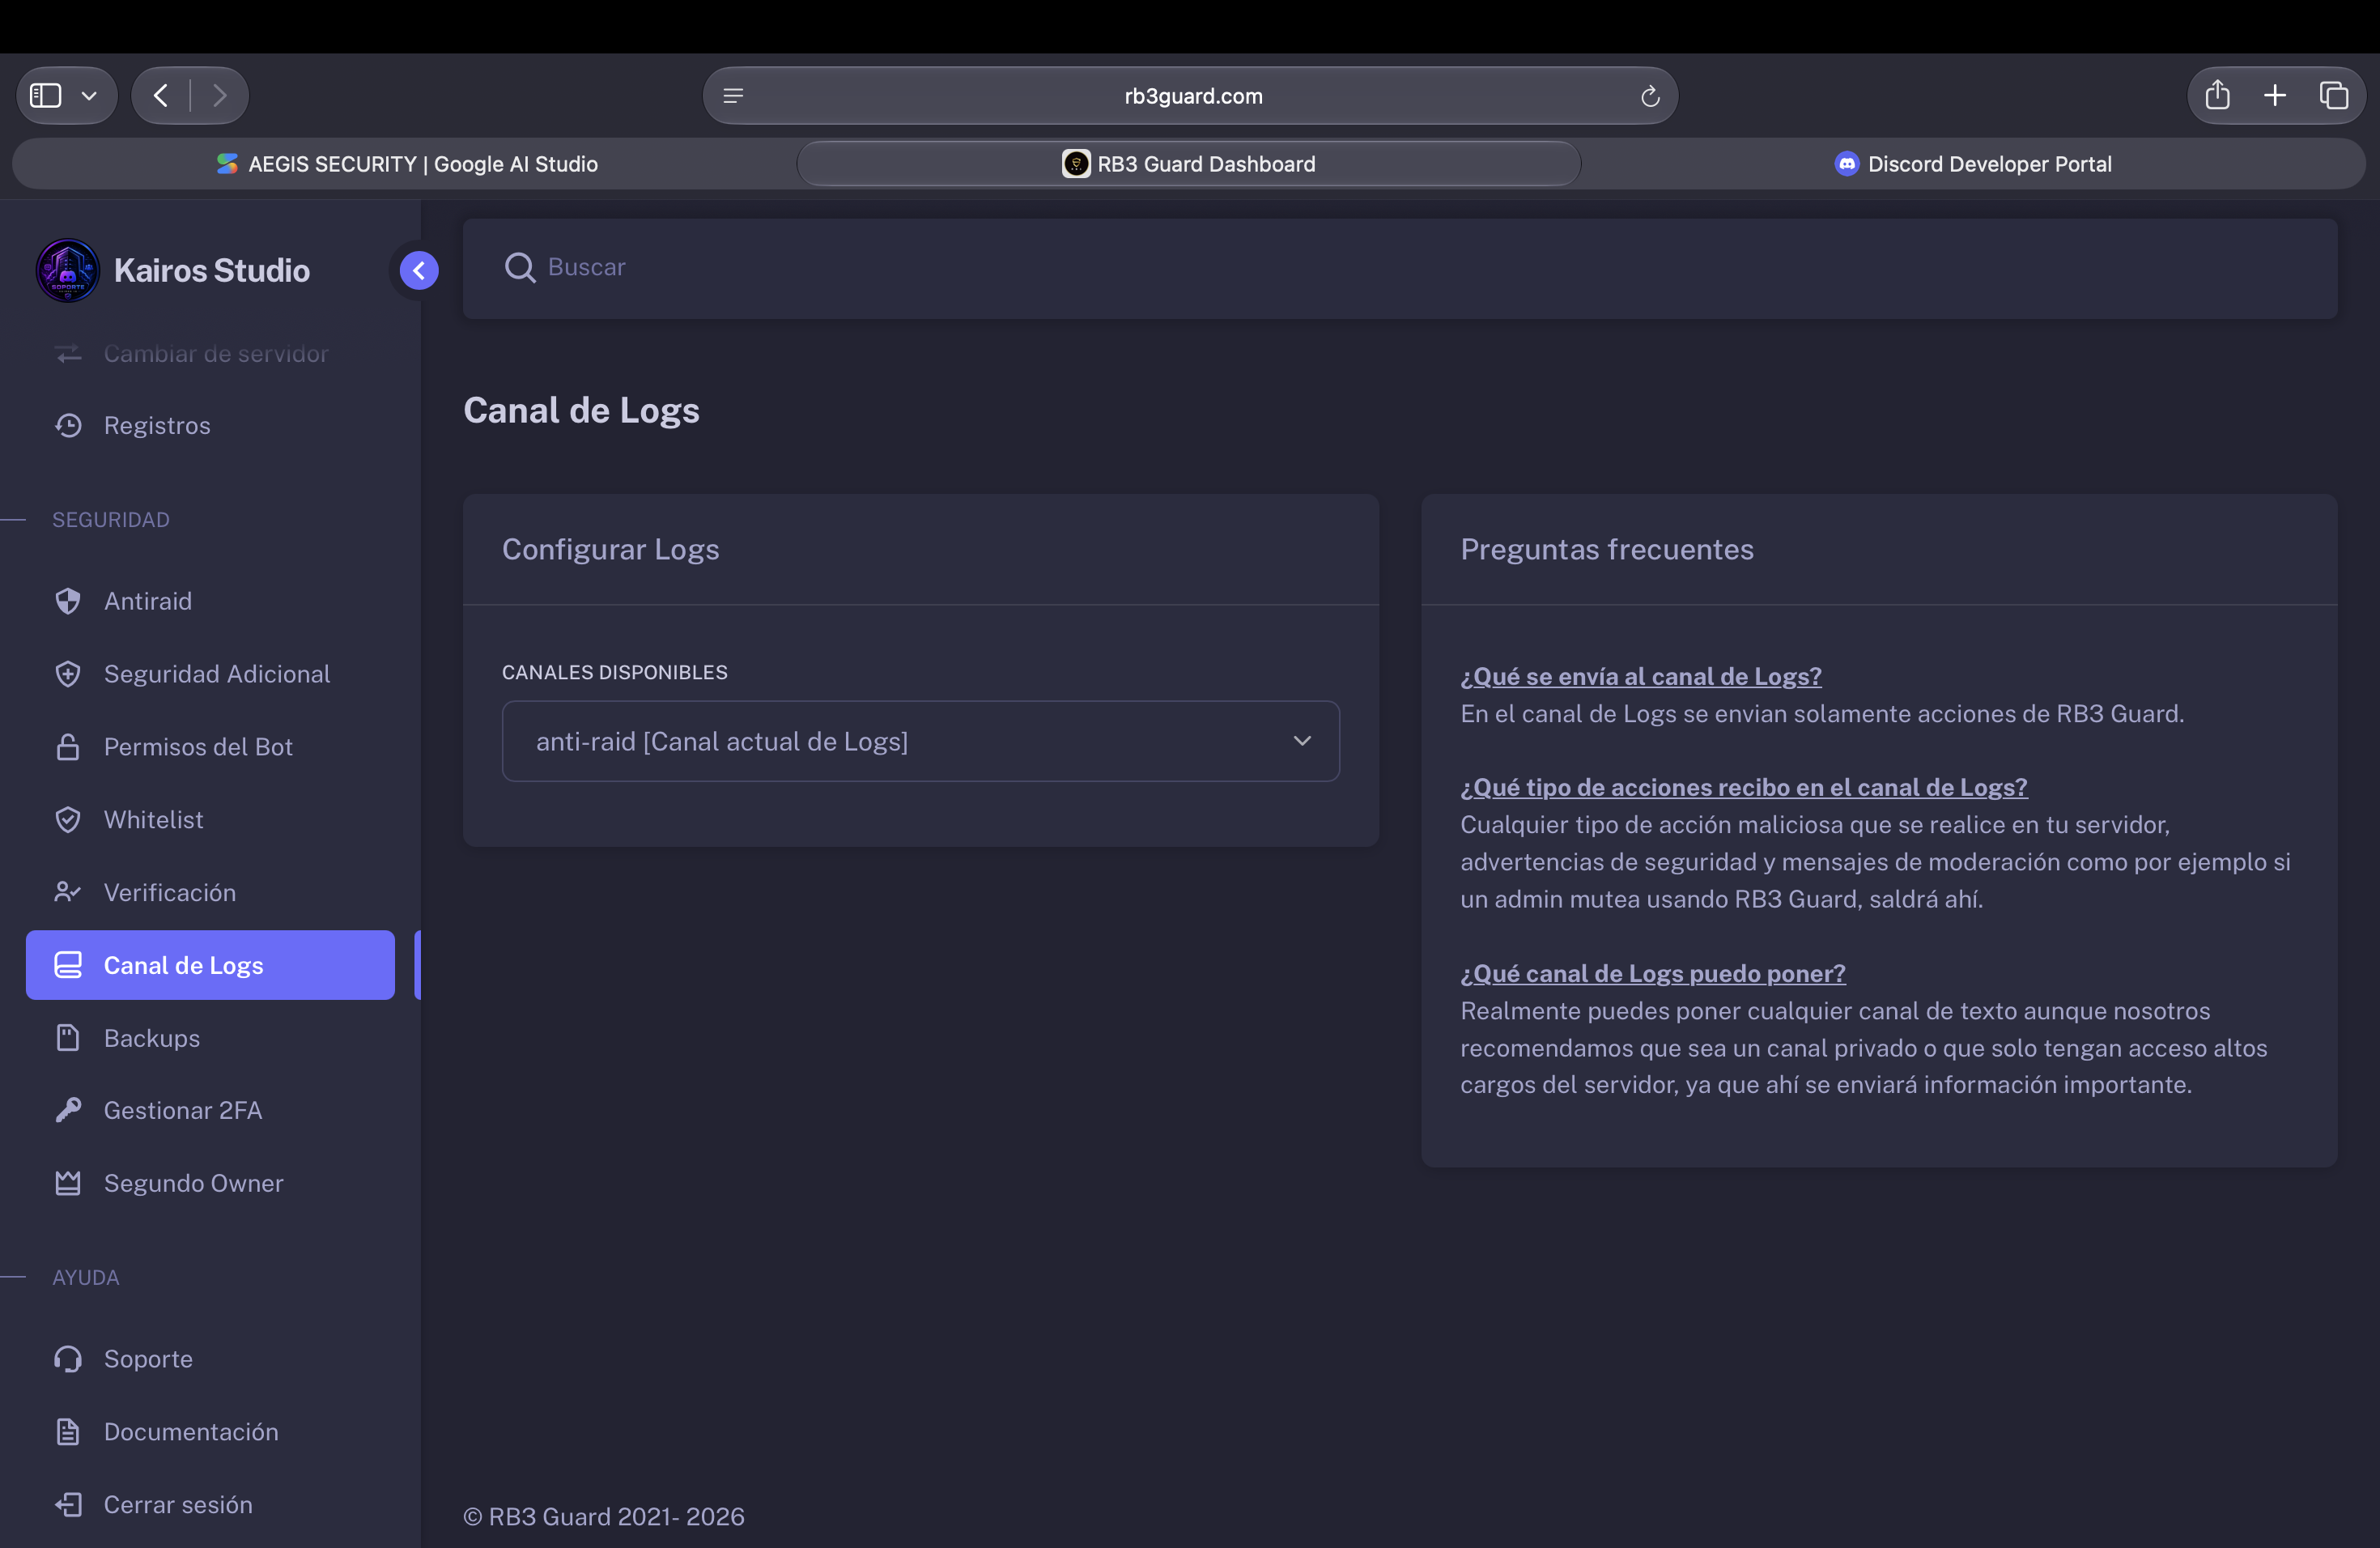 rb3guard.com
AEGIS SECURITY | Google AI Studio
RB3 Guard Dashboard
Discord Developer Portal
SOPORTE
Kairos Studio
Cambiar de servidor
Registros
SEGURIDAD
Antiraid
Seguridad Adicional
Permisos del Bot
Whitelist
Verificación
Canal de Logs
Backups
Gestionar 2FA
Segundo Owner
AYUDA
Soporte
Documentación
Cerrar sesión
Buscar
Canal de Logs
Configurar Logs
CANALES DISPONIBLES
anti-raid [Canal actual de Logs]
Preguntas frecuentes
¿Qué se envía al canal de Logs?
En el canal de Logs se envian solamente acciones de RB3 Guard.
¿Qué tipo de acciones recibo en el canal de Logs?
Cualquier tipo de acción maliciosa que se realice en tu servidor,
advertencias de seguridad y mensajes de moderación como por ejemplo si
un admin mutea usando RB3 Guard, saldrá ahí.
¿Qué canal de Logs puedo poner?
Realmente puedes poner cualquier canal de texto aunque nosotros
recomendamos que sea un canal privado o que solo tengan acceso altos
cargos del servidor, ya que ahí se enviará información importante.
© RB3 Guard 2021- 2026